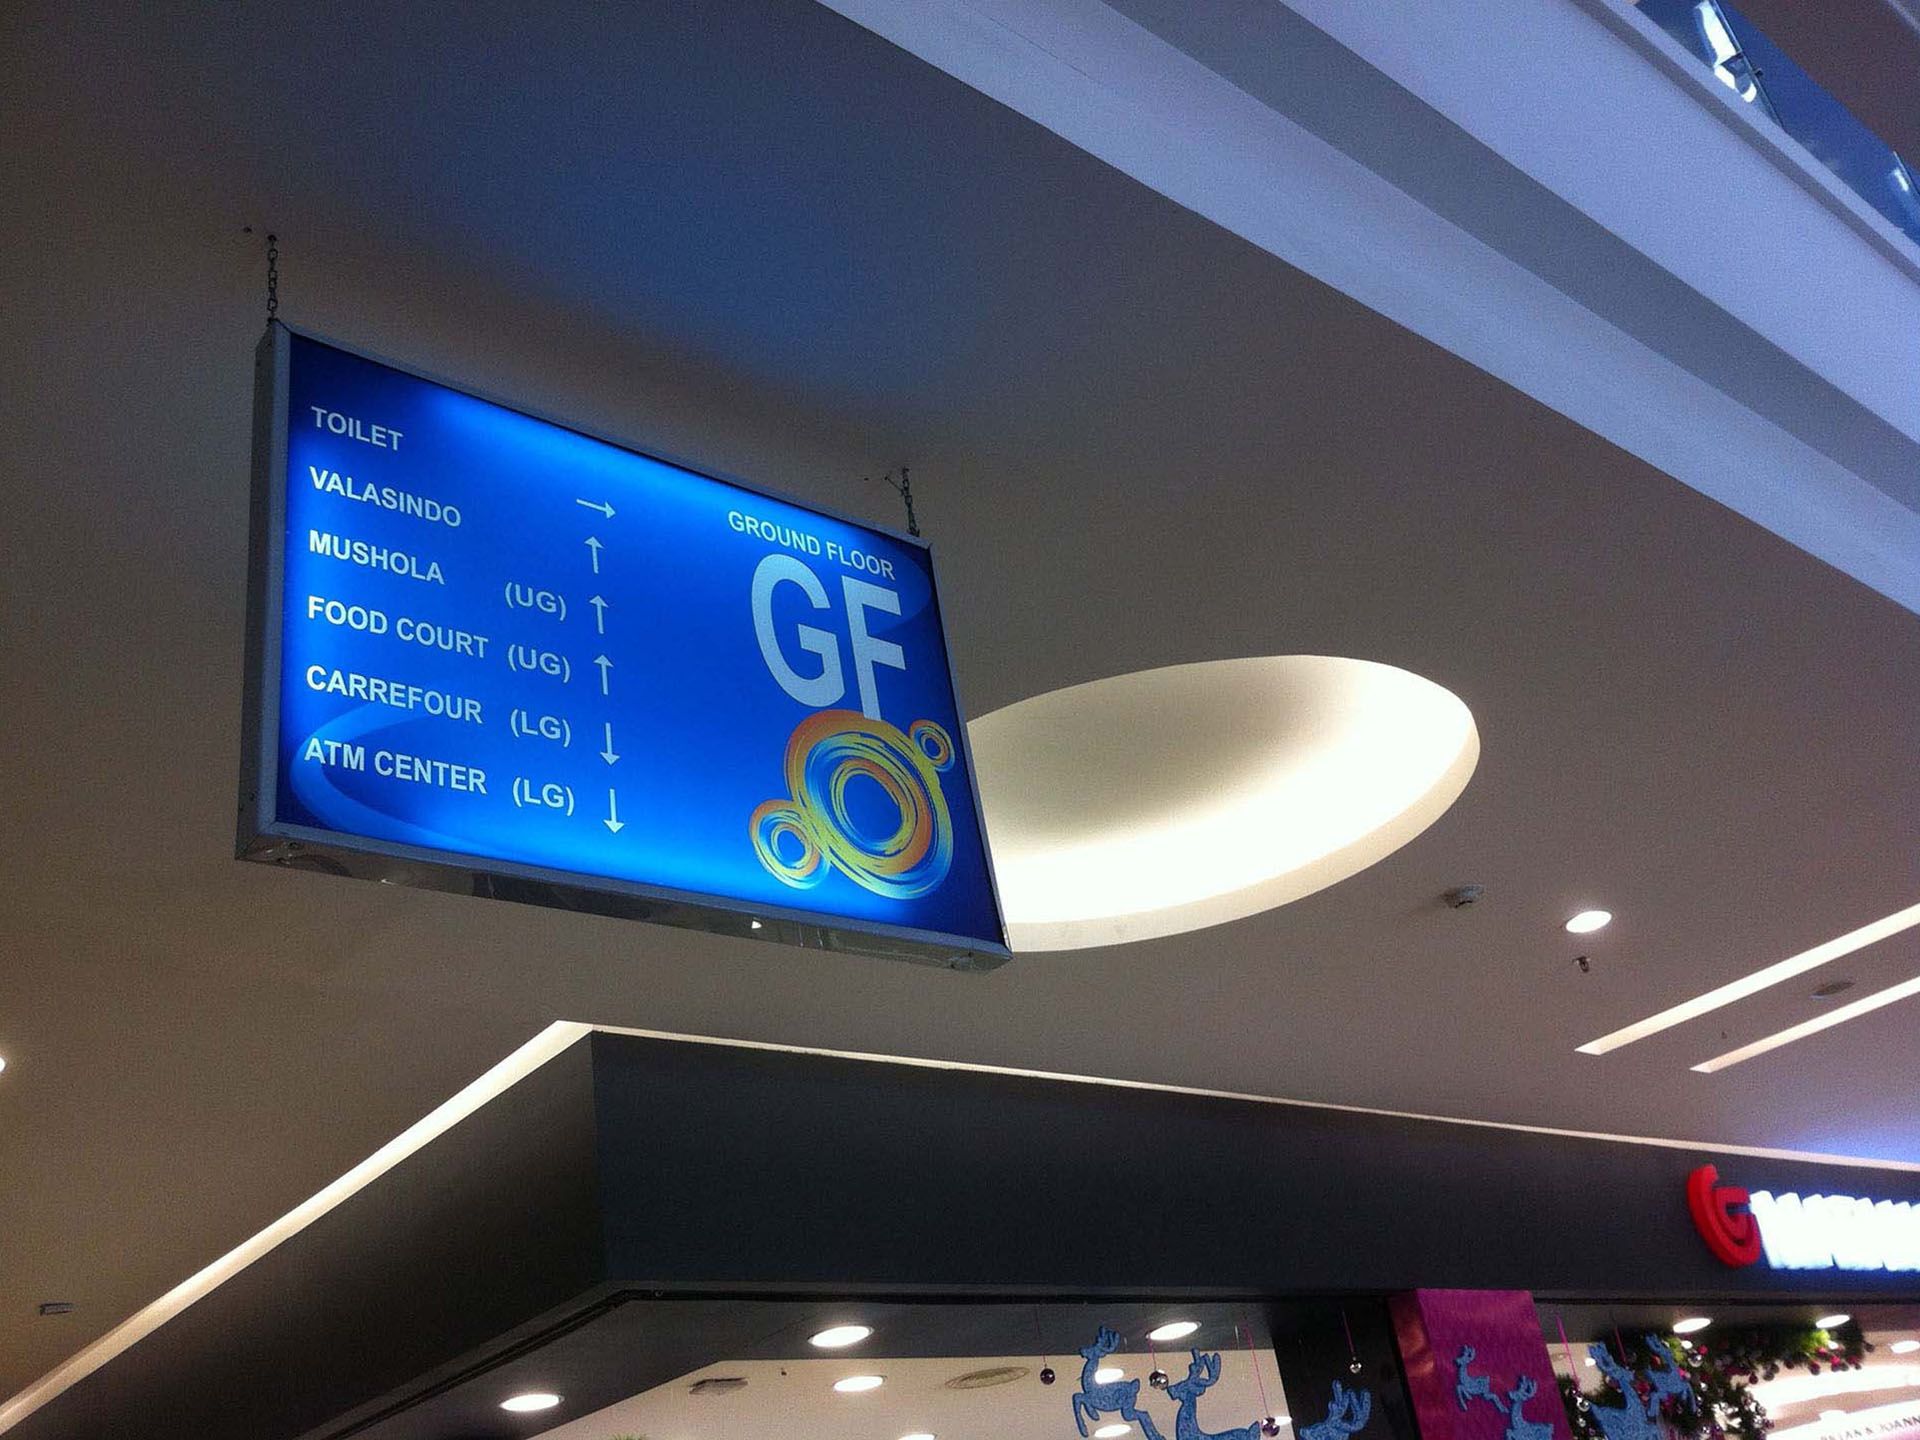 TOILET →
VALASINDO ↑
MUSHOLA (UG) ↑
FOOD COURT (UG) ↑
CARREFOUR (LG) ↓
ATM CENTER (LG) ↓
GROUND FLOOR
GF